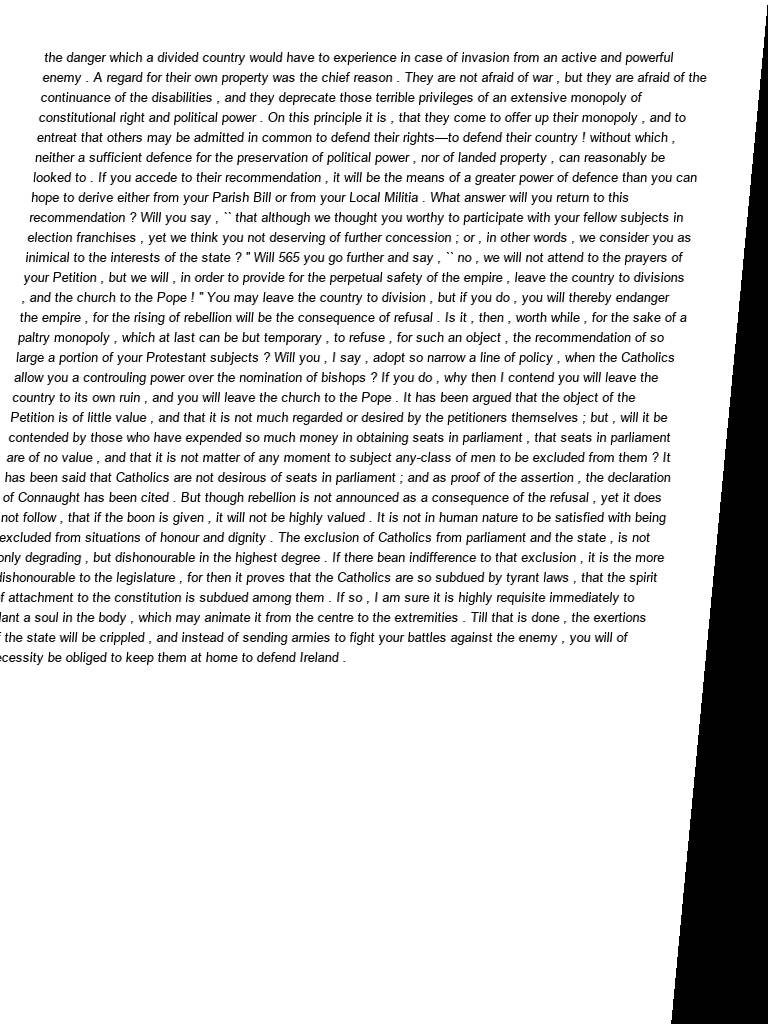 the danger which a divided country would have to experience in case of invasion from an active and powerful
enemy . A regard for their own property was the chief reason . They are not afraid of war , but they are afraid of the
continuance of the disabilities , and they deprecate those terrible privileges of an extensive monopoly of
constitutional right and political power . On this principle it is , that they come to offer up their monopoly , and to
entreat that others may be admitted in common to defend their rights—to defend their country ! without which ,
neither a sufficient defence for the preservation of political power , nor of landed property , can reasonably be
looked to . If you accede to their recommendation , it will be the means of a greater power of defence than you can
hope to derive either from your Parish Bill or from your Local Militia . What answer will you return to this
recommendation ? Will you say , `` that although we thought you worthy to participate with your fellow subjects in
election franchises , yet we think you not deserving of further concession ; or , in other words , we consider you as
inimical to the interests of the state ? " Will 565 you go further and say , `` no , we will not attend to the prayers of
your Petition , but we will , in order to provide for the perpetual safety of the empire , leave the country to divisions
, and the church to the Pope ! " You may leave the country to division , but if you do , you will thereby endanger
the empire , for the rising of rebellion will be the consequence of refusal . Is it , then , worth while , for the sake of a
paltry monopoly , which at last can be but temporary , to refuse , for such an object , the recommendation of so
large a portion of your Protestant subjects ? Will you , I say , adopt so narrow a line of policy , when the Catholics
allow you a controuling power over the nomination of bishops ? If you do , why then I contend you will leave the
country to its own ruin , and you will leave the church to the Pope . It has been argued that the object of the
Petition is of little value , and that it is not much regarded or desired by the petitioners themselves ; but , will it be
contended by those who have expended so much money in obtaining seats in parliament , that seats in parliament
are of no value , and that it is not matter of any moment to subject any-class of men to be excluded from them ? It
has been said that Catholics are not desirous of seats in parliament ; and as proof of the assertion , the declaration
of Connaught has been cited . But though rebellion is not announced as a consequence of the refusal , yet it does
not follow , that if the boon is given , it will not be highly valued . It is not in human nature to be satisfied with being
excluded from situations of honour and dignity . The exclusion of Catholics from parliament and the state , is not
only degrading , but dishonourable in the highest degree . If there bean indifference to that exclusion , it is the more
dishonourable to the legislature , for then it proves that the Catholics are so subdued by tyrant laws , that the spirit
of attachment to the constitution is subdued among them . If so , I am sure it is highly requisite immediately to
lant a soul in the body , which may animate it from the centre to the extremities . Till that is done , the exertions
f the state will be crippled , and instead of sending armies to fight your battles against the enemy , you will of
ecessity be obliged to keep them at home to defend Ireland .